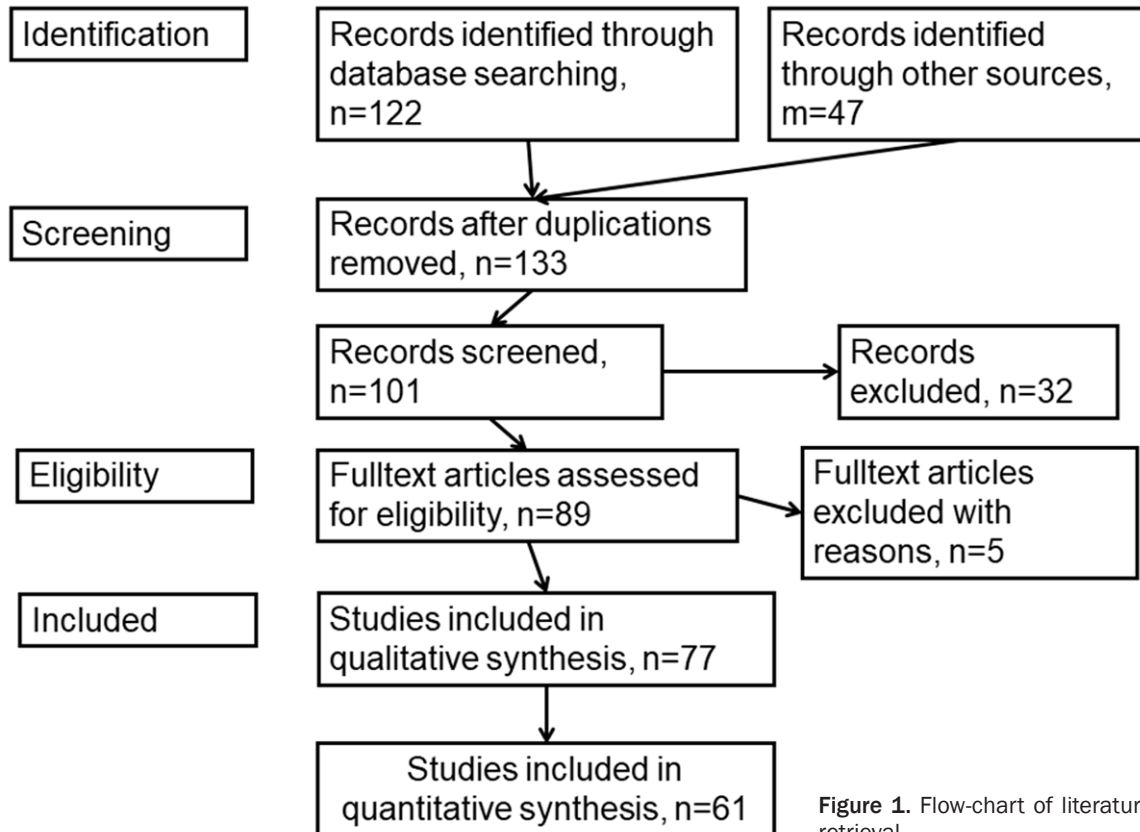 Identification
Records identified through
database searching,
n=122
Records identified
through other sources,
m=47
Screening
Records after duplications
removed, n=133
Records screened,
n=101
Records
excluded, n=32
Eligibility
Fulltext articles assessed
for eligibility, n=89
Fulltext articles
excluded with
reasons, n=5
Included
Studies included in
qualitative synthesis, n=77
Studies included in
quantitative synthesis, n=61
Figure 1. Flow-chart of literatur